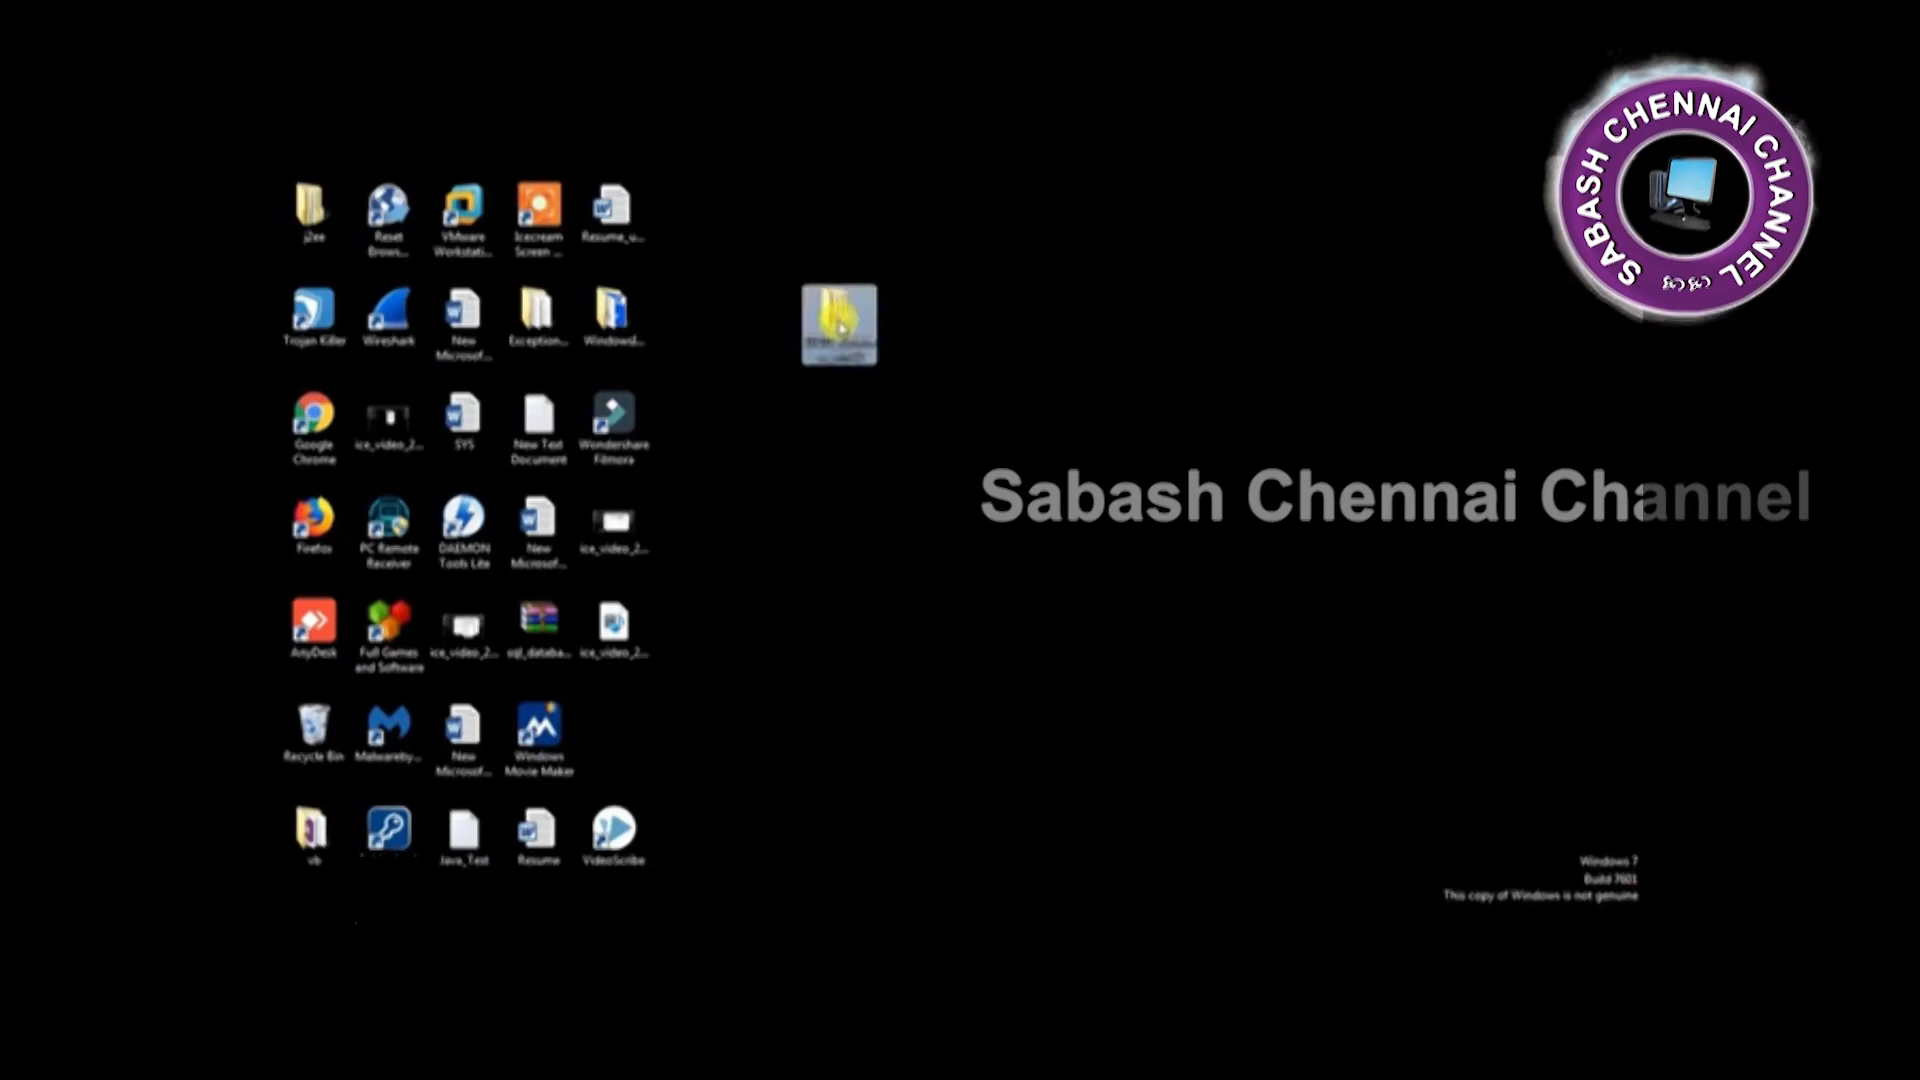 SABASH CHENNAI CHANNEL
j2ee
Reset
Brows...
VMware
Workstati...
Icecream
Screen ...
Resume_u...
Trojan Killer
Wireshark
New
Microsof...
Exception...
WindowsI...
Google
Chrome
ice_video_2...
SYS
New Text
Document
Wondershare
Filmora
Sabash Chennai Channel
Firefox
PC Remote
Receiver
DAEMON
Tools Lite
New
Microsof...
ice_video_2...
AnyDesk
Full Games
and Software
ice_video_2...
sql_databa...
ice_video_2...
Recycle Bin
Malwareby...
New
Microsof...
Windows
Movie Maker
vb
Java_Test
Resume
VideoScribe
Windows 7
Build 7601
This copy of Windows is not genuine